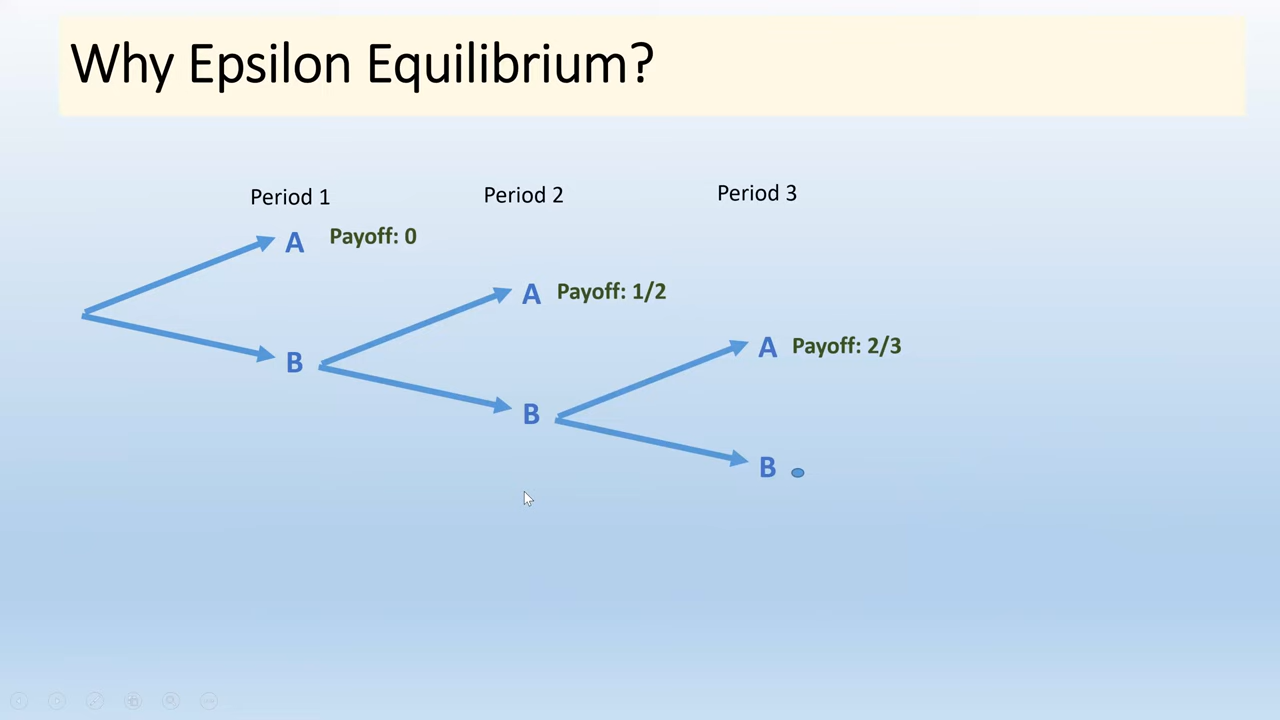 Why Epsilon Equilibrium?
Period 1
Period 2
Period 3
A Payoff: 0
A Payoff: 1/2
A Payoff: 2/3
B
B
B